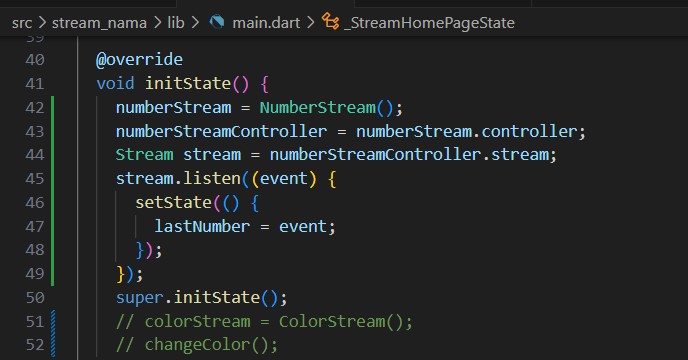 src > stream_nama > lib > main.dart > _StreamHomePageState
39
40 @override
41 void initState() {
42 numberStream = NumberStream();
43 numberStreamController = numberStream.controller;
44 Stream stream = numberStreamController.stream;
45 stream.listen((event) {
46 setState(() {
47 lastNumber = event;
48 });
49 });
50 super.initState();
51 // colorStream = ColorStream();
52 // changeColor();